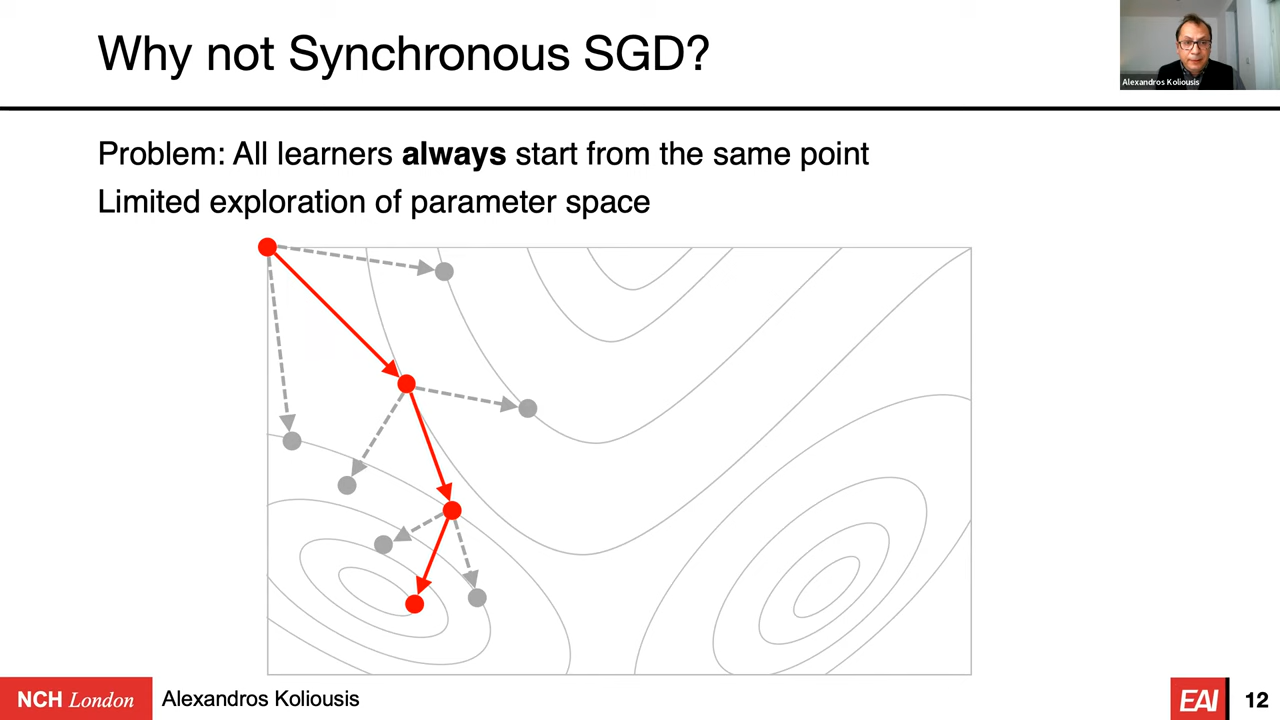 Why not Synchronous SGD?
Alexandros Koliousis
Problem: All learners always start from the same point
Limited exploration of parameter space
NCH London
Alexandros Koliousis
EAI
12